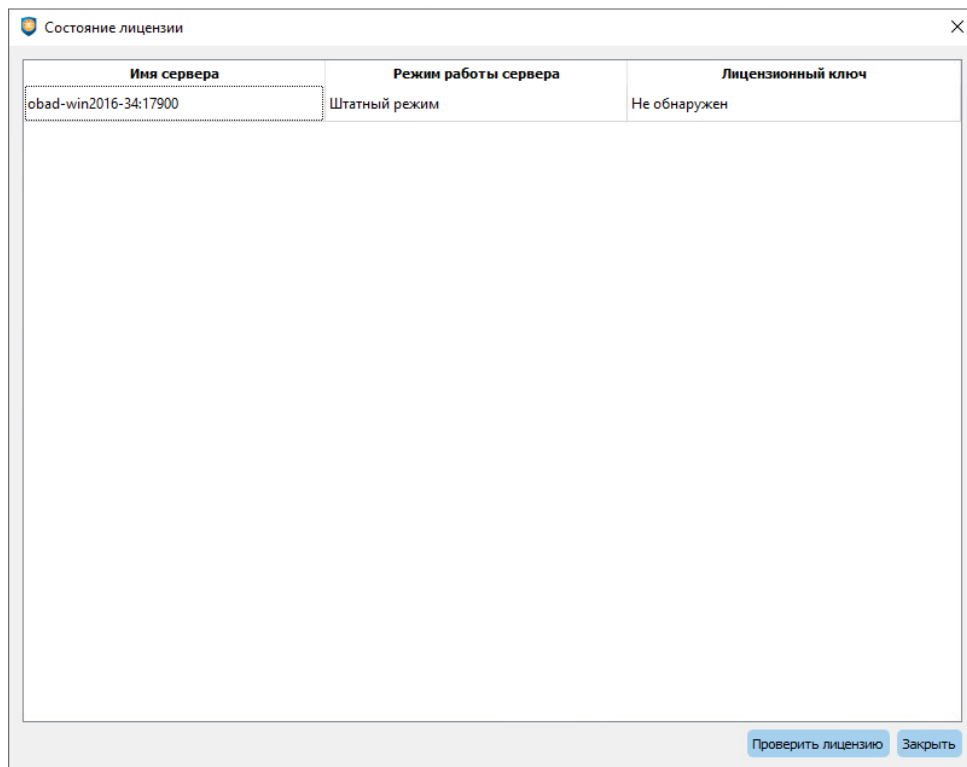 Состояние лицензии
Имя сервера Режим работы сервера Лицензионный ключ
obad-win2016-34:17900 Штатный режим Не обнаружен
Проверить лицензию Закрыть